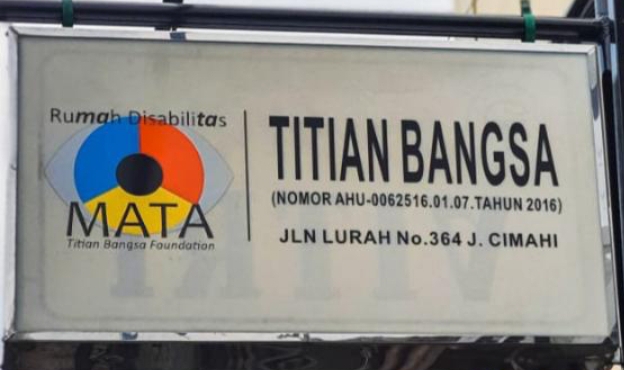 Rumah Disabilitas
MATA
Titian Bangsa Foundation
TITIAN BANGSA
(NOMOR AHU-0062516.01.07.TAHUN 2016)
JLN LURAH No.364 J. CIMAHI